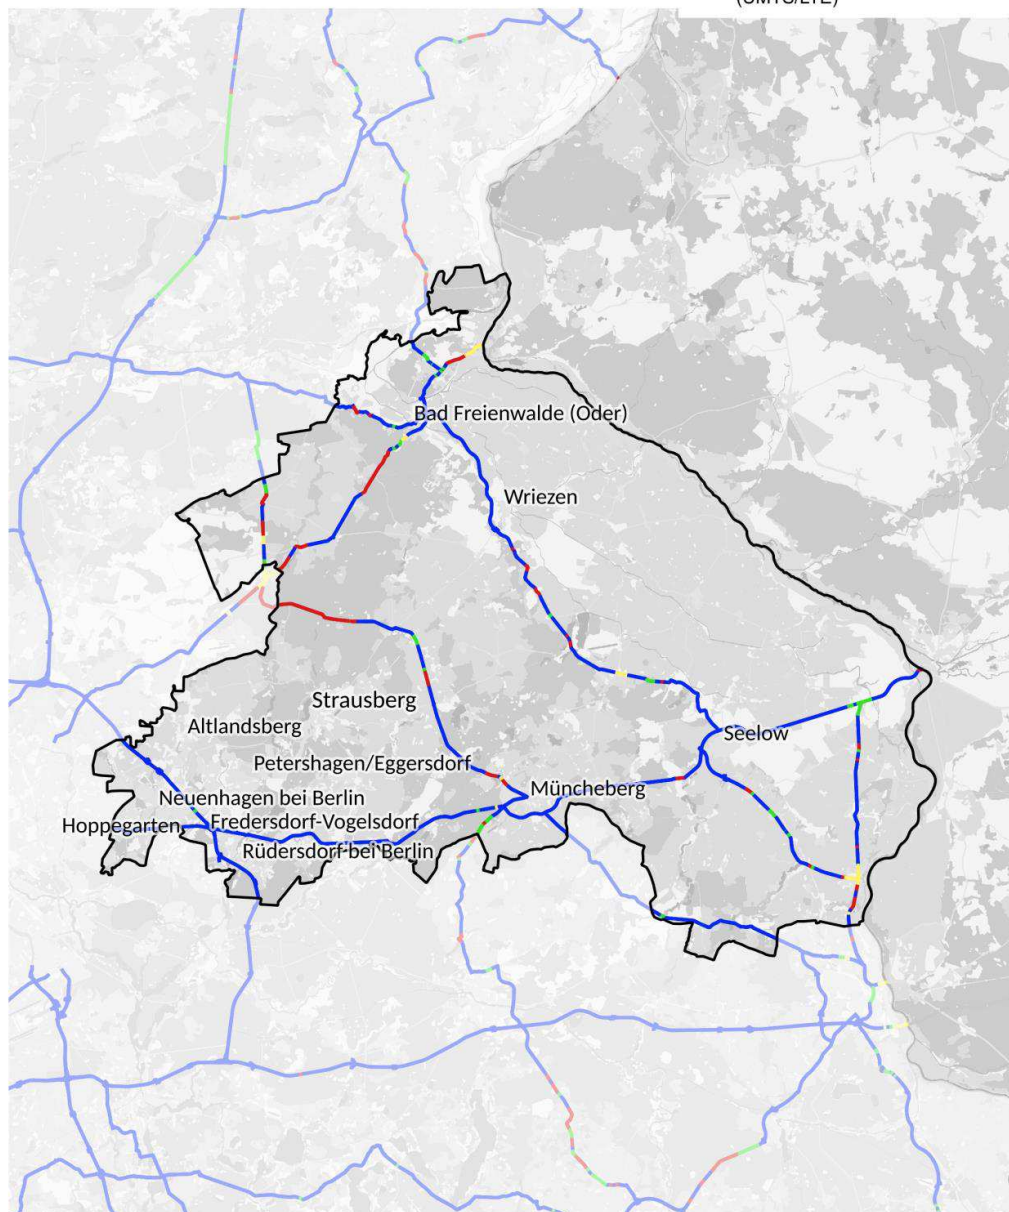 (UMTS/LTE)
Bad Freienwalde (Oder)
Wriezen
Strausberg
Altlandsberg
Seelow
Petershagen/Eggersdorf
Müncheberg
Neuenhagen bei Berlin
Fredersdorf-Vogelsdorf
Hoppegarten
Rüdersdorf bei Berlin